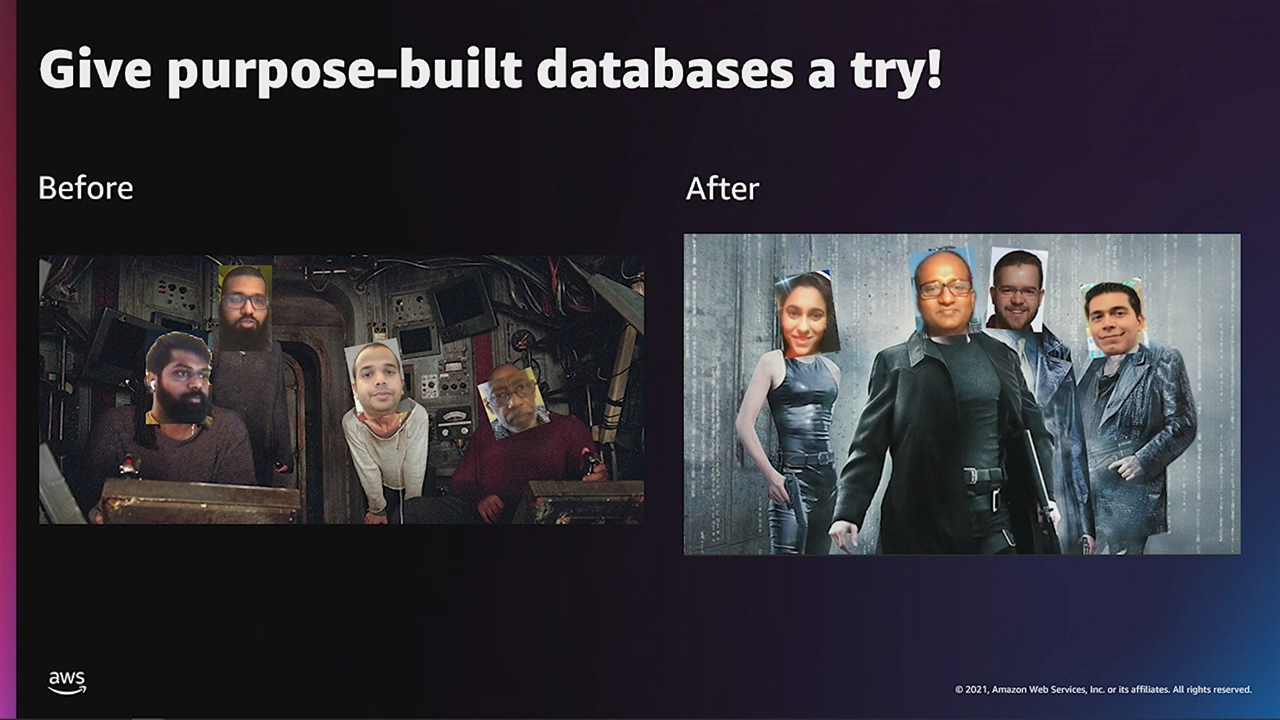 Give purpose-built databases a try!
Before
After
aws
© 2021, Amazon Web Services, Inc. or its affiliates. All rights reserved.